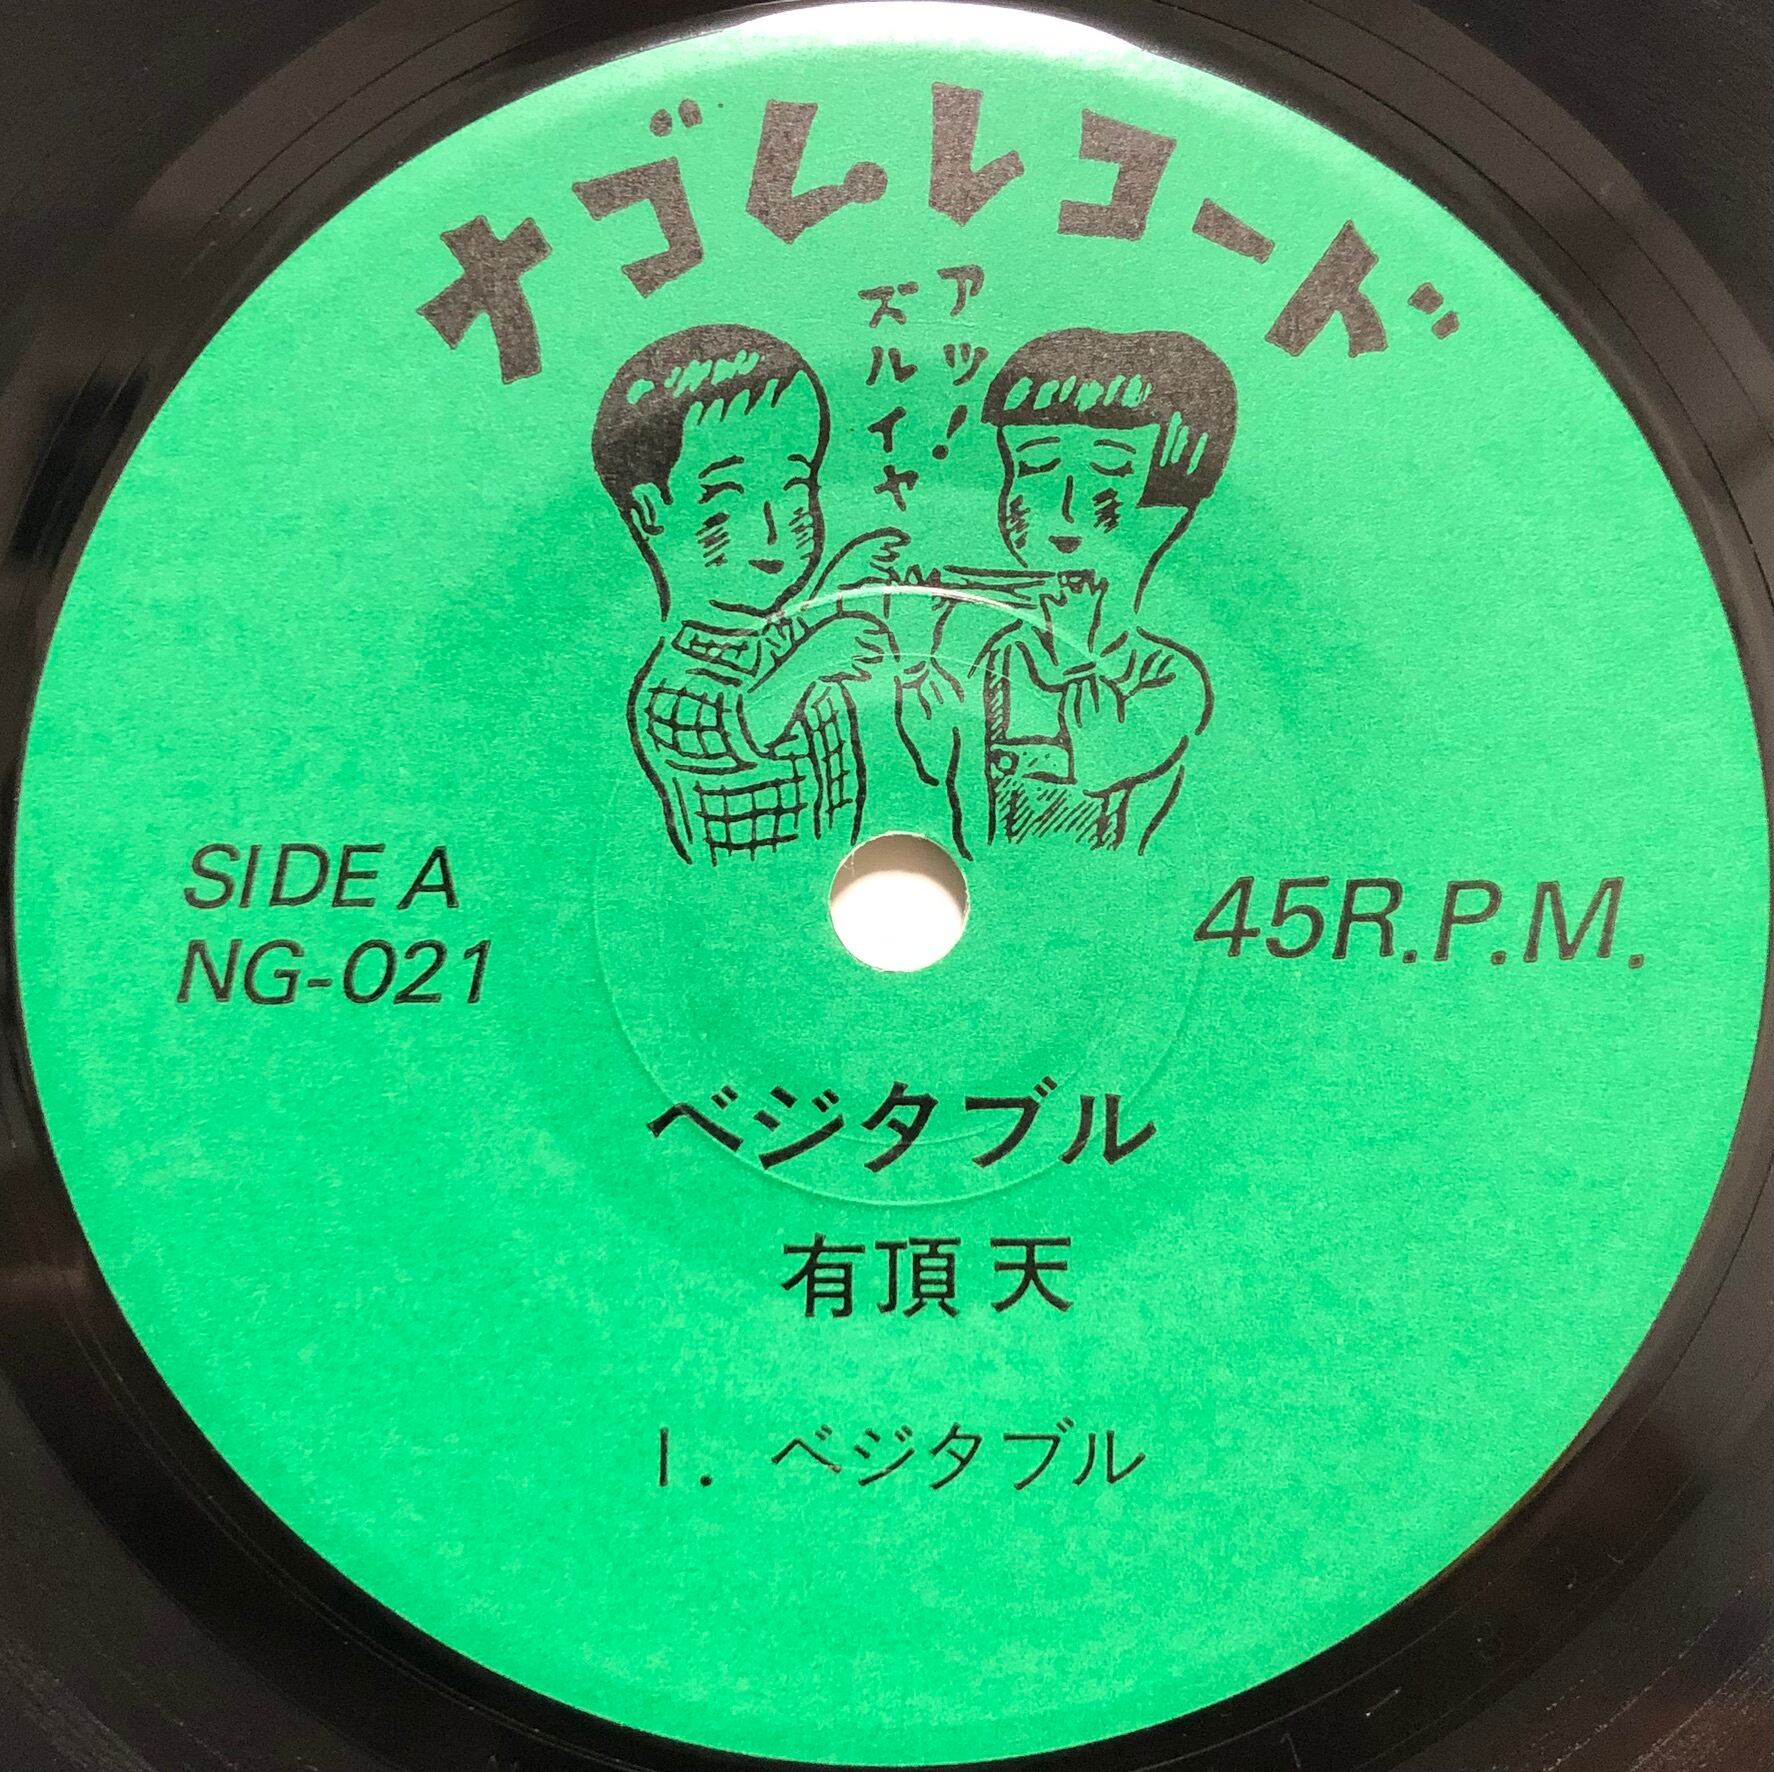 ナゴムレコード
アッ!
ズルイヤ
SIDE A
NG-021
45R.P.M.
ベジタブル
有頂天
1. ベジタブル